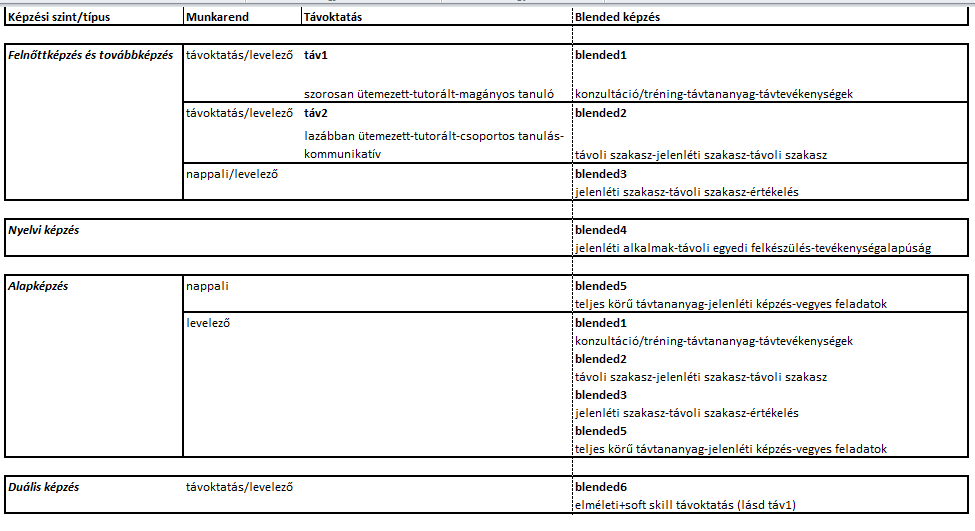 Képzési szint/típus Munkarend Távoktatás Blended képzés
Felnőttképzés és továbbképzés távoktatás/levelező táv1 blended1
szorosan ütemezett-tutorált-magányos tanuló konzultáció/tréning-távtananyag-távtevékenységek
távoktatás/levelező táv2 blended2
lazábban ütemezett-tutorált-csoportos tanulás-
kommunikatív távoli szakasz-jelenléti szakasz-távoli szakasz
nappali/levelező blended3
jelenléti szakasz-távoli szakasz-értékelés
Nyelvi képzés blended4
jelenléti alkalmak-távoli egyedi felkészülés-tevékenységalapúság
Alapképzés nappali blended5
teljes körű távtananyag-jelenléti képzés-vegyes feladatok
levelező blended1
konzultáció/tréning-távtananyag-távtevékenységek
blended2
távoli szakasz-jelenléti szakasz-távoli szakasz
blended3
jelenléti szakasz-távoli szakasz-értékelés
blended5
teljes körű távtananyag-jelenléti képzés-vegyes feladatok
Duális képzés távoktatás/levelező blended6
elméleti+soft skill távoktatás (lásd táv1)